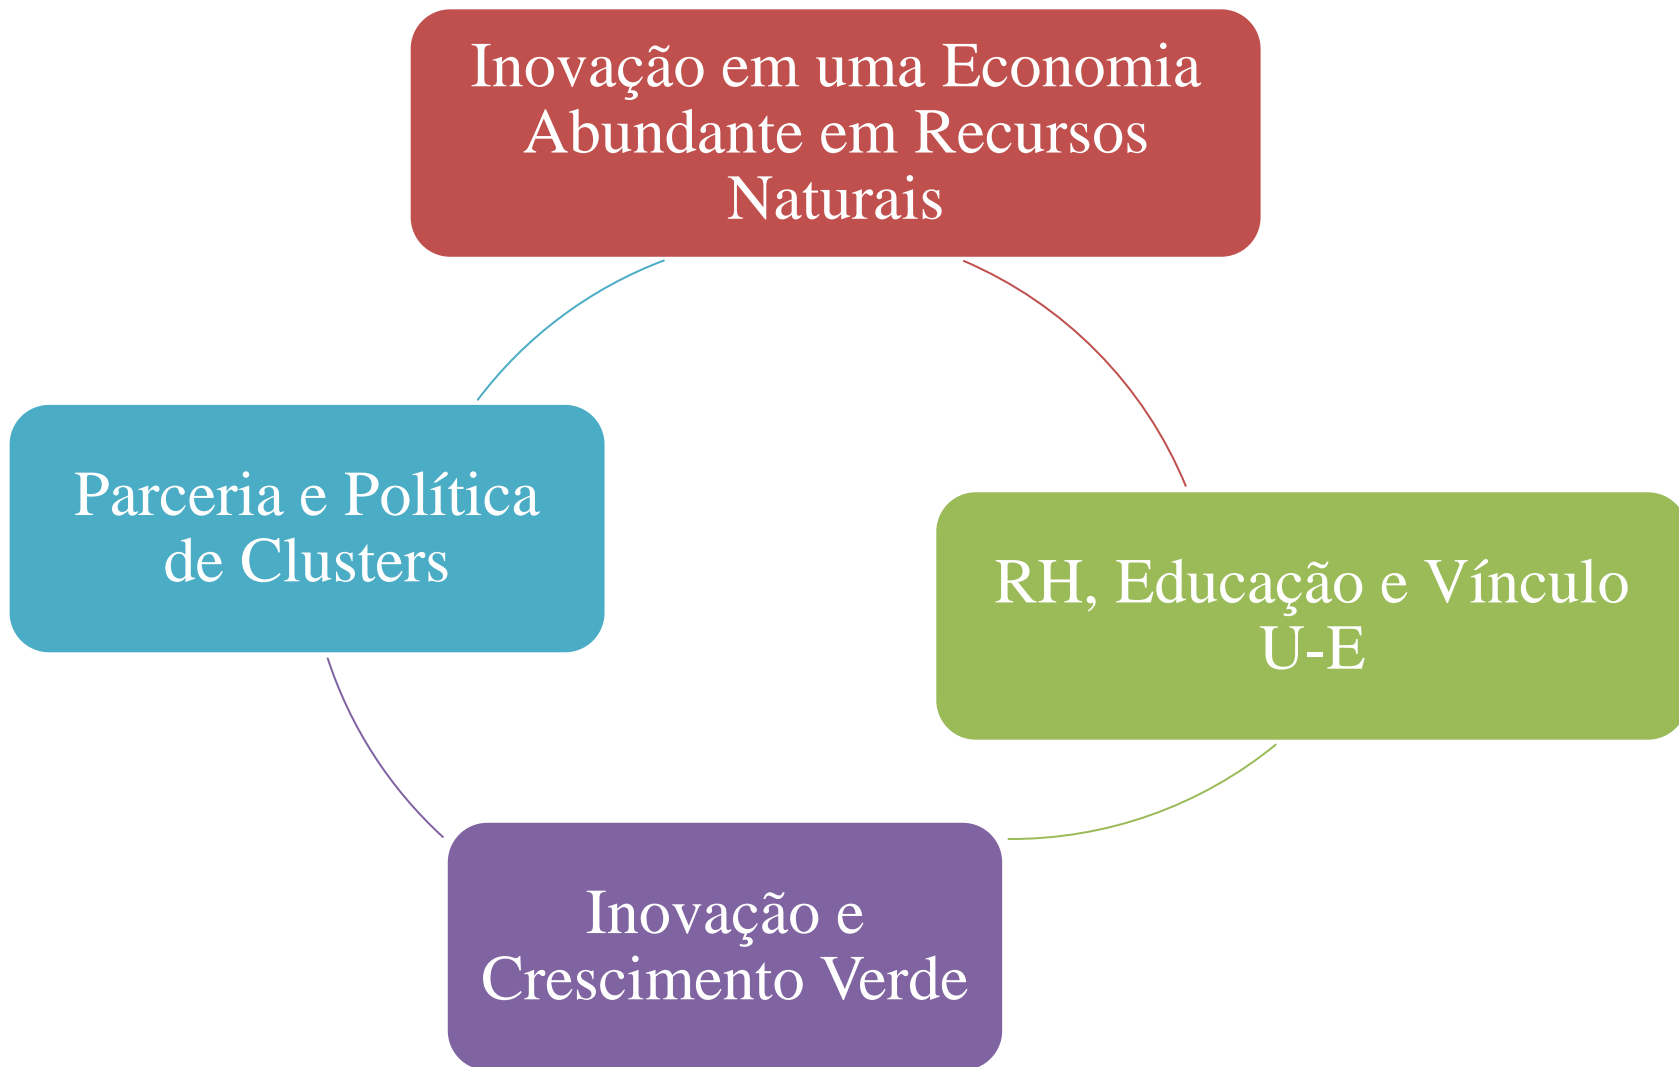 Inovação em uma Economia
Abundante em Recursos
Naturais
Parceria e Política
de Clusters
RH, Educação e Vínculo
U-E
Inovação e
Crescimento Verde